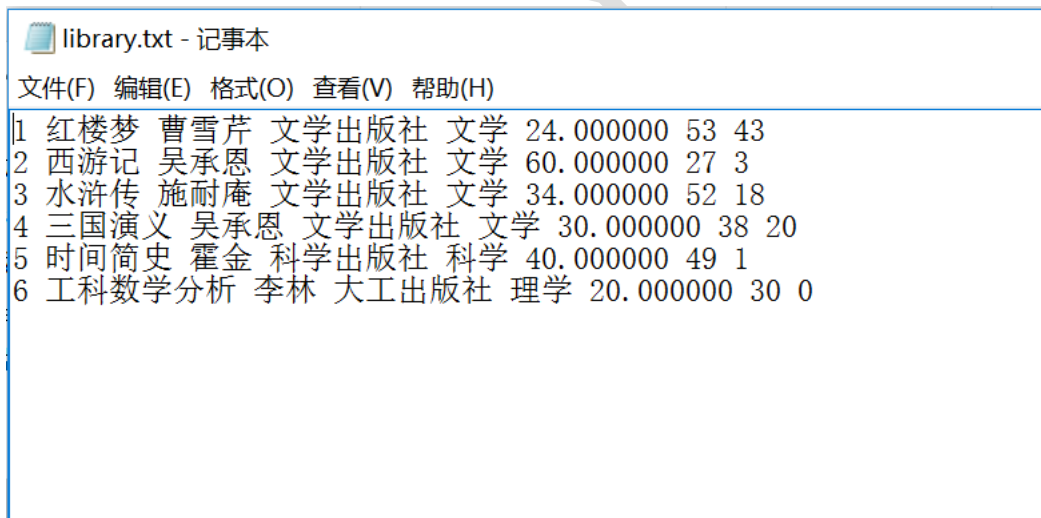 library.txt - 记事本
文件(F) 编辑(E) 格式(O) 查看(V) 帮助(H)
1 红楼梦 曹雪芹 文学出版社 文学 24.000000 53 43
2 西游记 吴承恩 文学出版社 文学 60.000000 27 3
3 水浒传 施耐庵 文学出版社 文学 34.000000 52 18
4 三国演义 吴承恩 文学出版社 文学 30.000000 38 20
5 时间简史 霍金 科学出版社 科学 40.000000 49 1
6 工科数学分析 李林 大工出版社 理学 20.000000 30 0